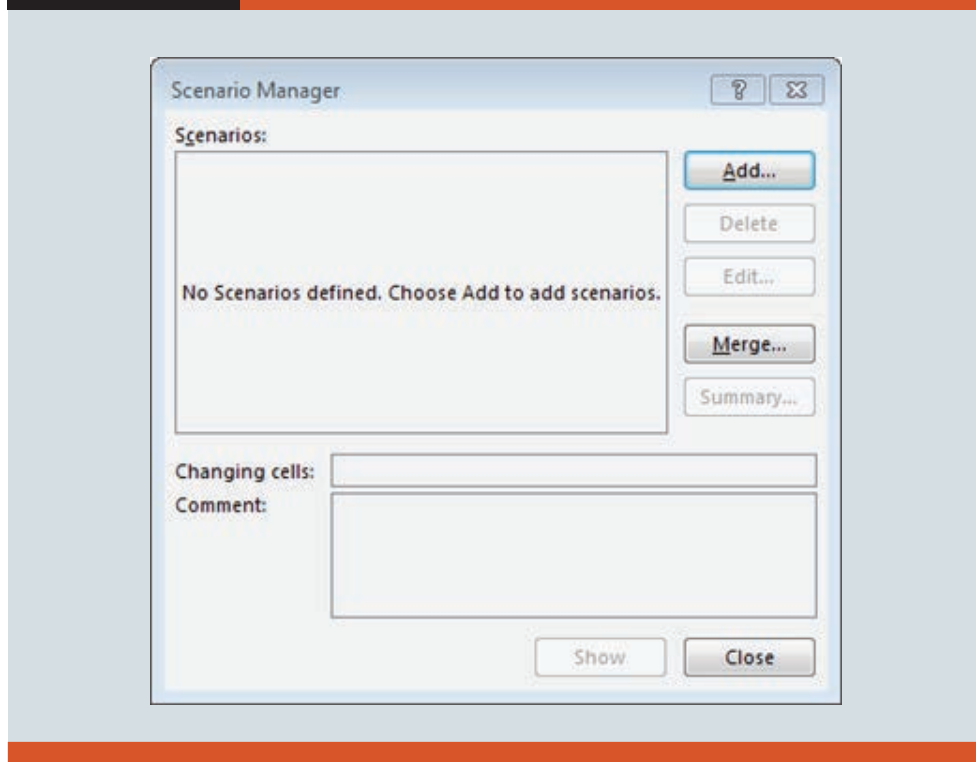 Scenario Manager
Scenarios:
Add...
Delete
No Scenarios defined. Choose Add to add scenarios.
Edit...
Merge...
Summary...
Changing cells:
Comment:
Show
Close